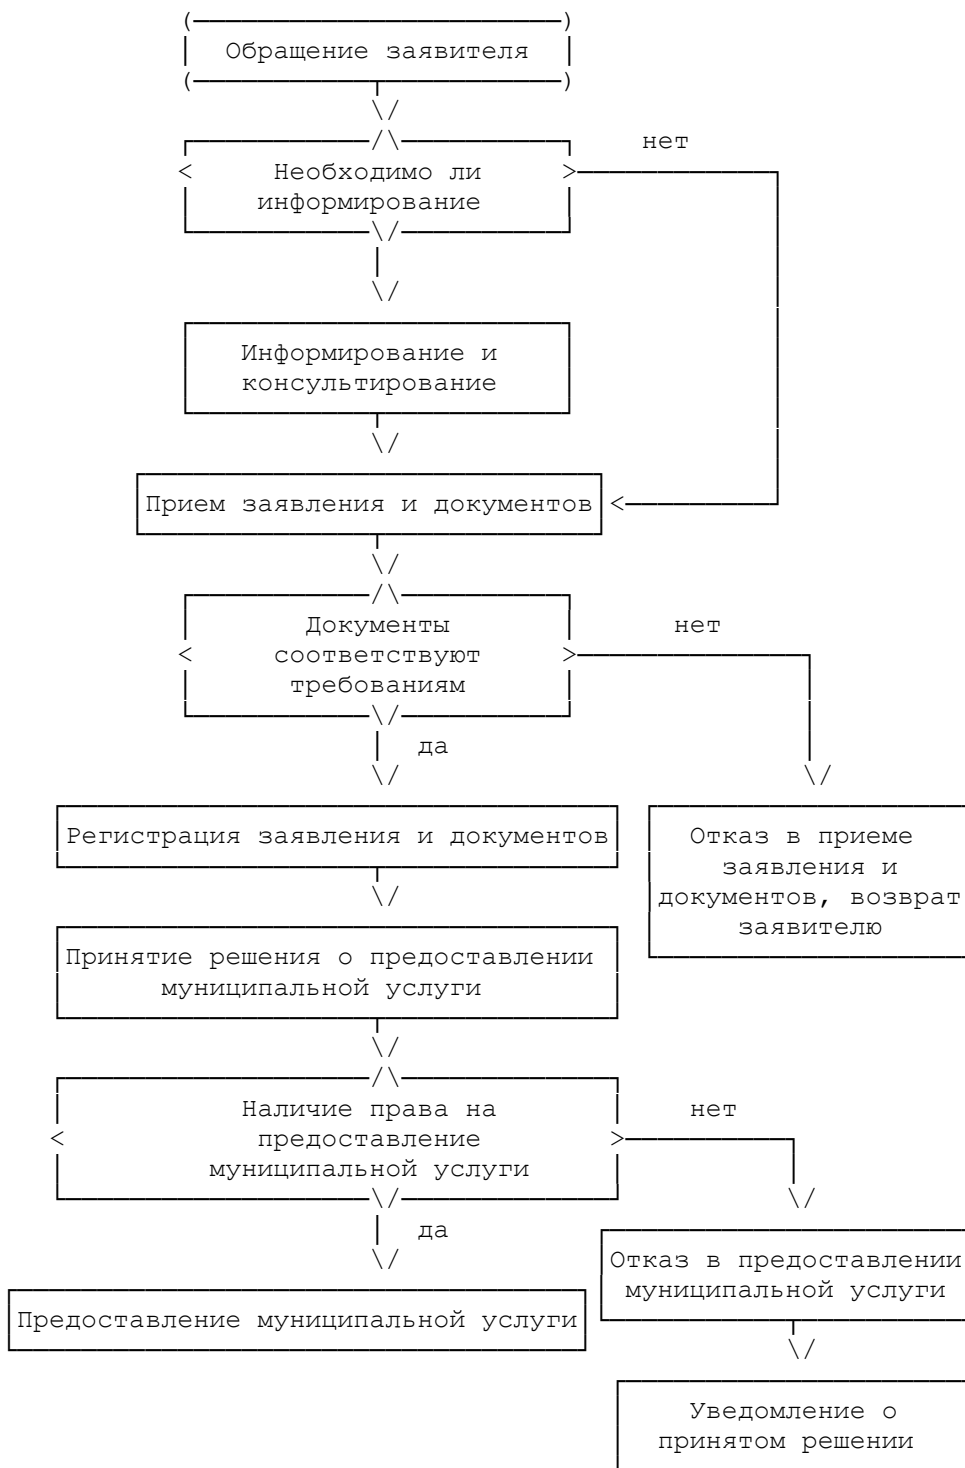 Обращение заявителя
нет
Необходимо ли
информирование
Информирование и
консультирование
Прием заявления и документов
Документы
нет
соответствуют
требованиям
да
Регистрация заявления и документов
Отказ в приеме
заявления и
документов, возврат
заявителю
Принятие решения о предоставлении
муниципальной услуги
Наличие права на
нет
предоставление
муниципальной услуги
да
Отказ в предоставлении
муниципальной услуги
Предоставление муниципальной услуги
Уведомление о
принятом решении